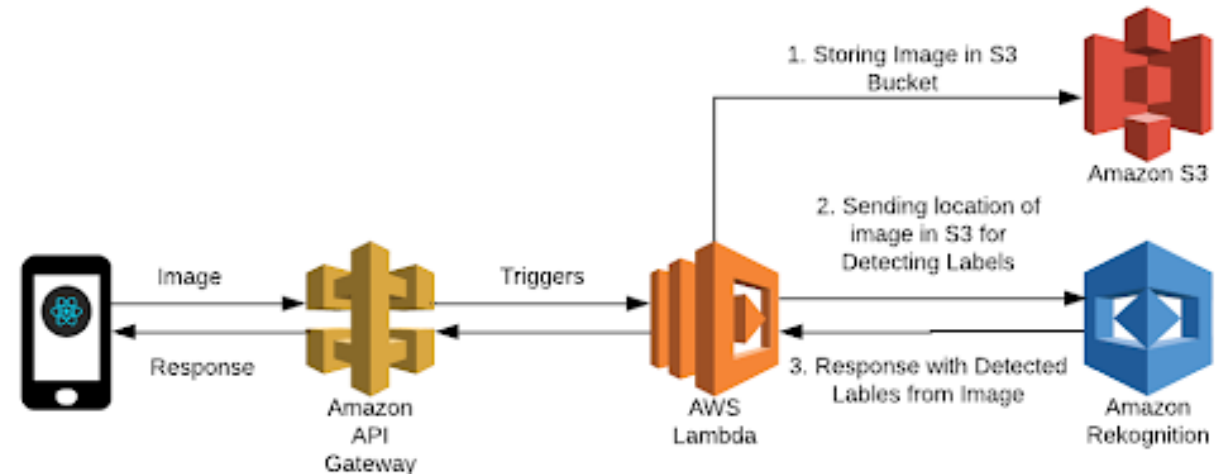 1. Storing Image in S3
Bucket
Amazon S3
2. Sending location of
image in S3 for
Detecting Labels
Image
Triggers
Response
3. Response with Detected
Lables from Image
Amazon
API
Gateway
AWS
Lambda
Amazon
Rekognition